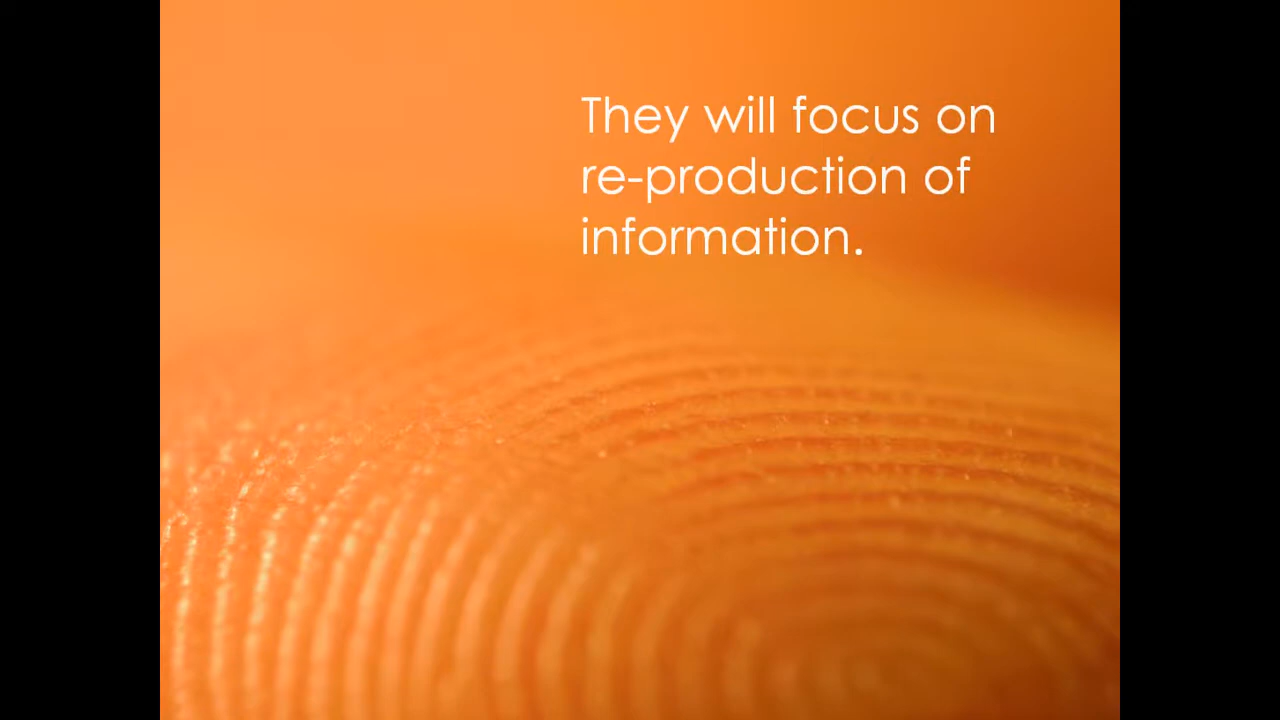 They will focus on
re-production of
information.